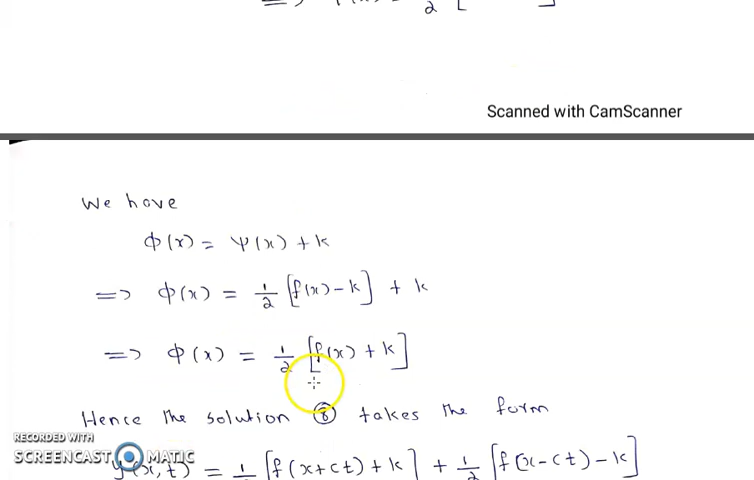 Scanned with CamScanner
We have
Φ(x) = Ψ(x) + k
=> Φ(x) = 1/2 [f(x) - k] + k
=> Φ(x) = 1/2 [f(x) + k]
Hence the solution ⑧ takes the form
RECORDED WITH
SCREENCAST MATIC
y(x,t) = 1/2 [f(x+ct) + k] + 1/2 [f(x-ct) - k]